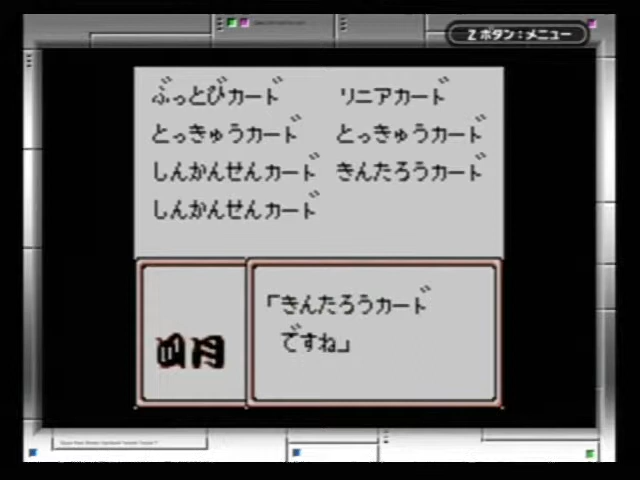 Zボタン:メニュー
ぶっとびカード リニアカード
とっきゅうカード とっきゅうカード
しんかんせんカード きんたろうカード
しんかんせんカード
「きんたろうカード
ですね」
四月